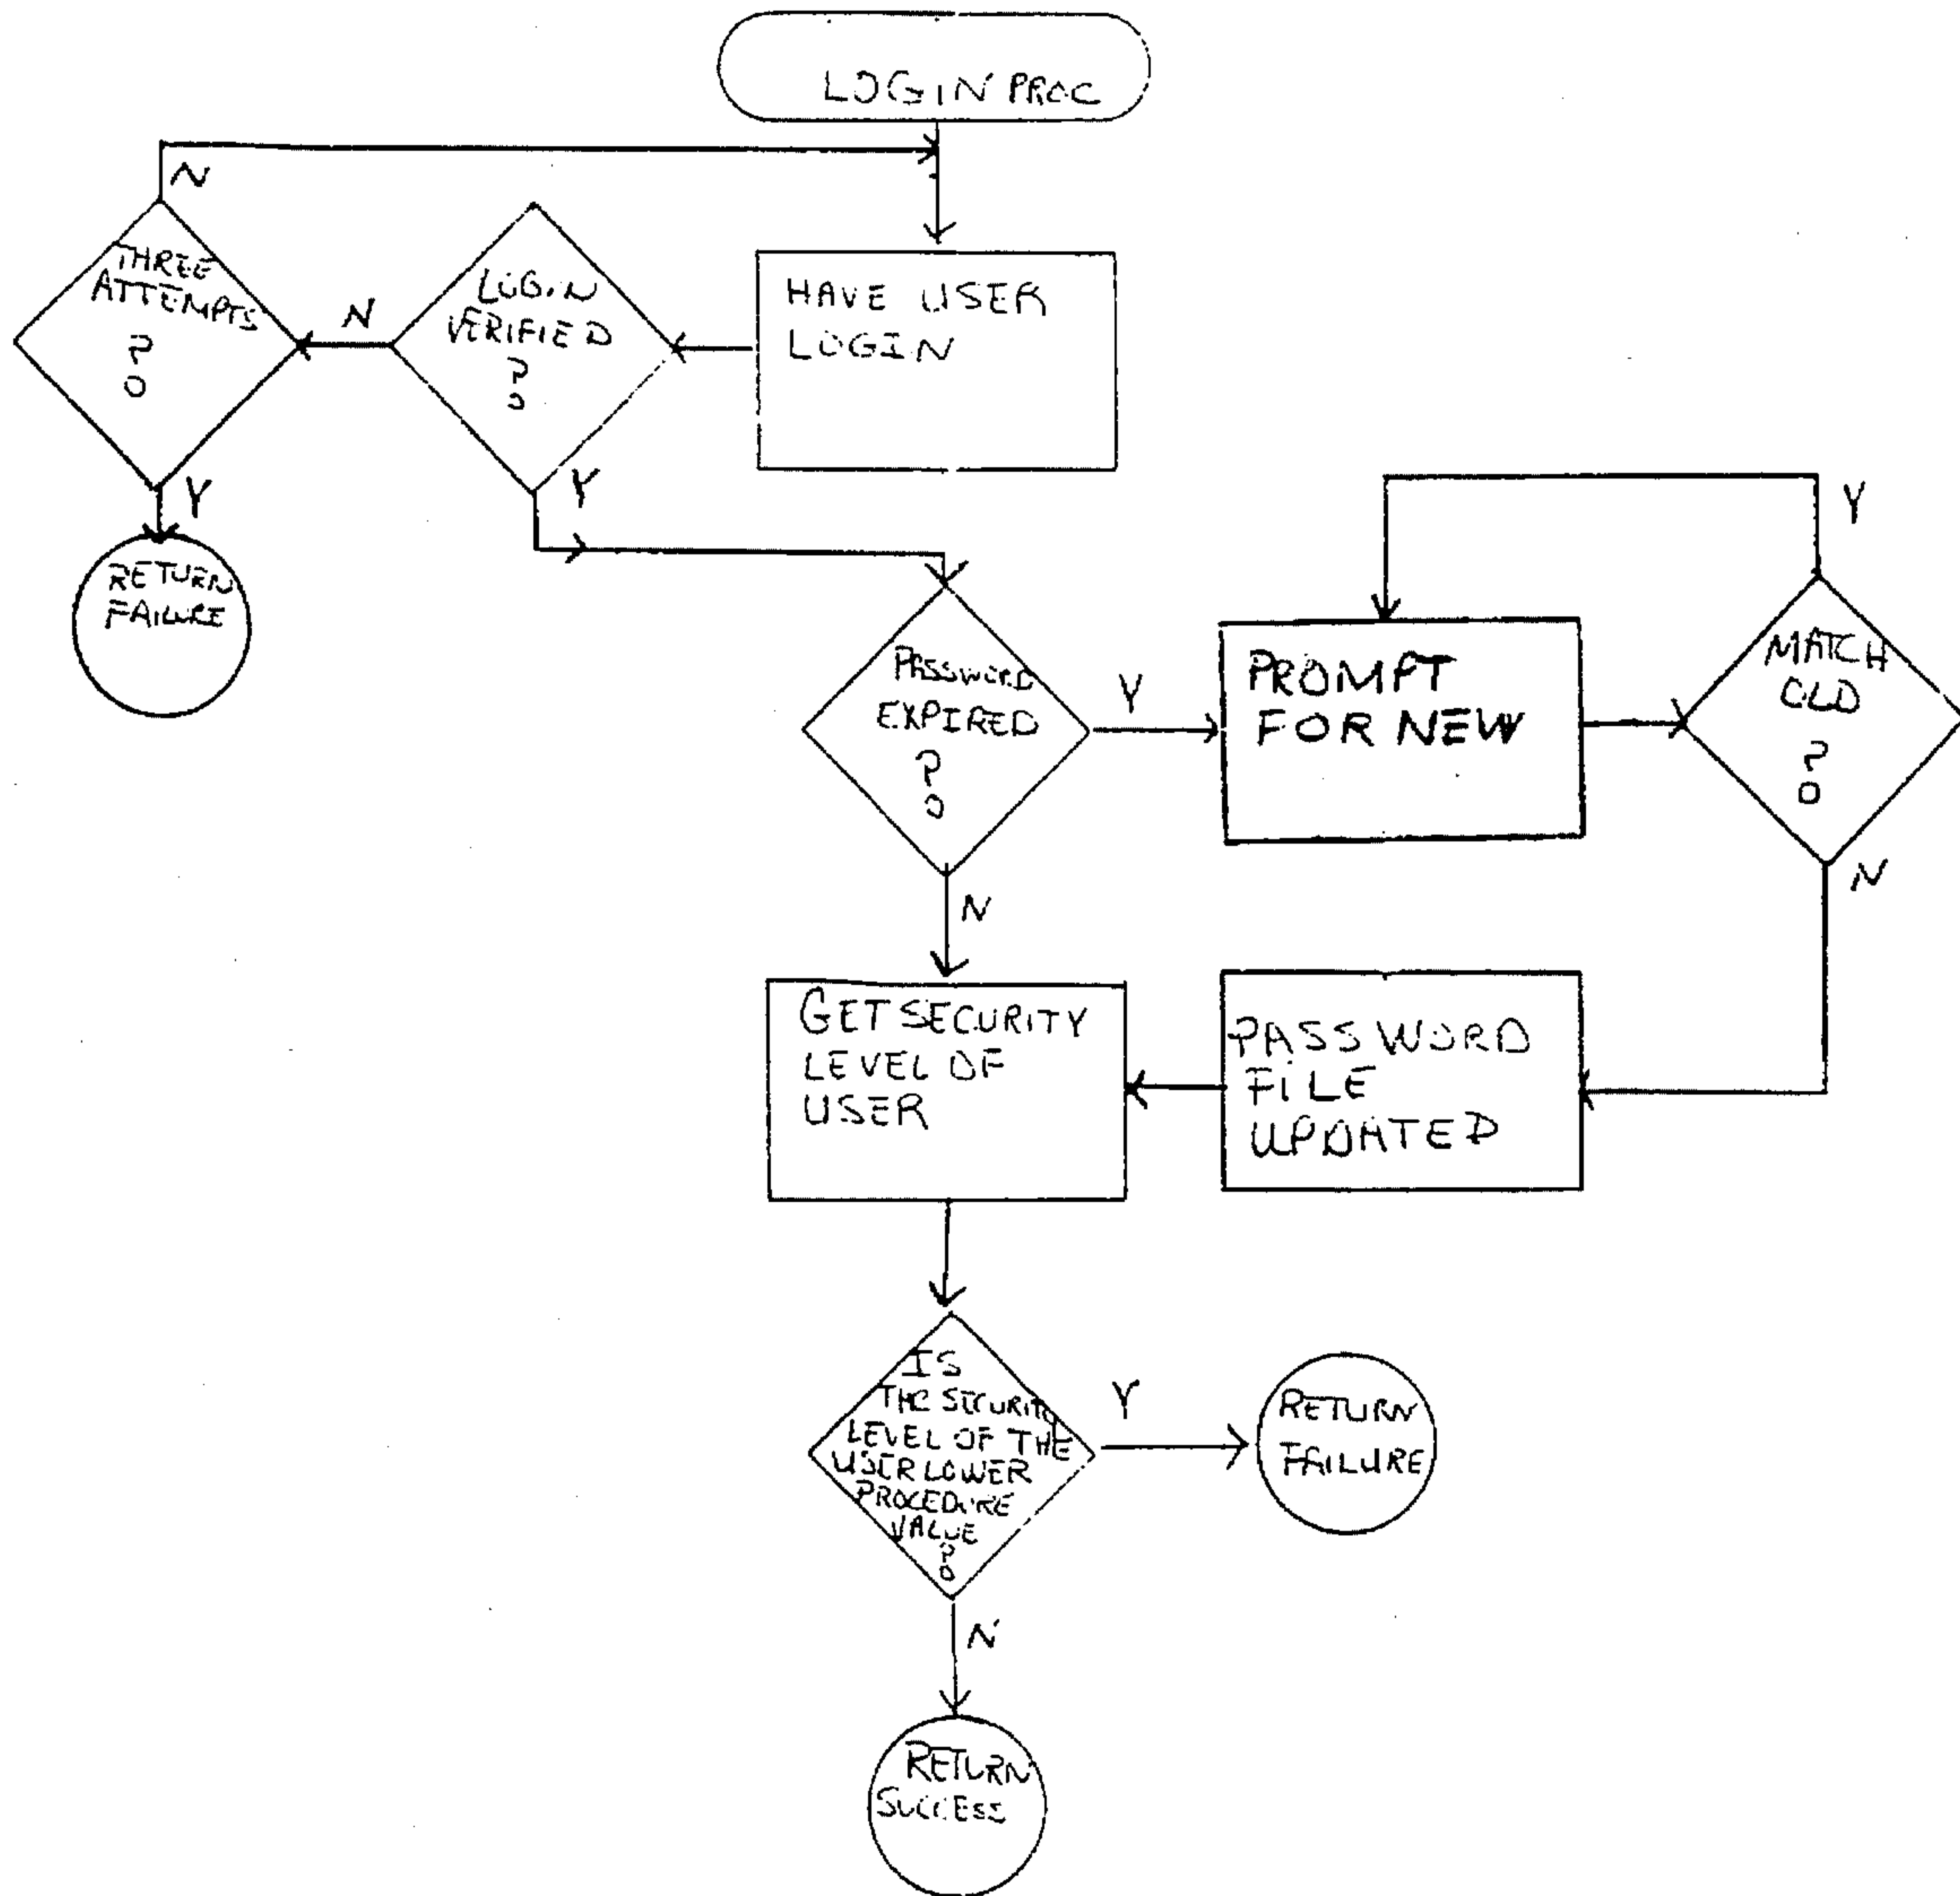 LOGIN PROC
N
THREE
ATTEMPTS
?
N
LOGIN
VERIFIED
?
HAVE USER
LOGIN
Y
Y
RETURN
FAILURE
Y
PASSWORD
EXPIRED
?
Y
PROMPT
FOR NEW
MATCH
OLD
?
N
N
GET SECURITY
LEVEL OF
USER
PASSWORD
FILE
UPDATED
IS
THE SECURITY
LEVEL OF THE
USER LOWER
PROCEDURE
VALUE
?
Y
RETURN
FAILURE
N
RETURN
SUCCESS